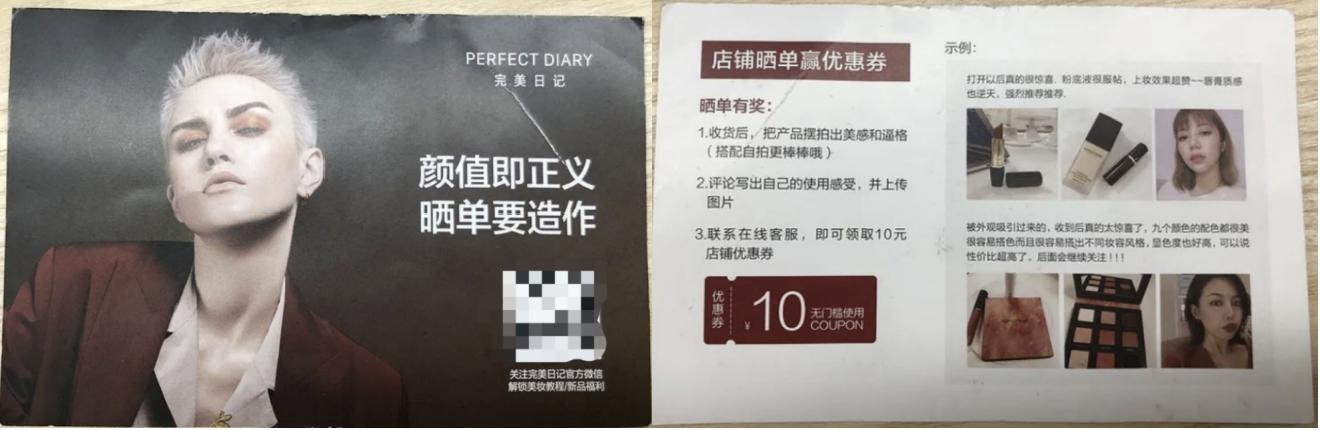 PERFECT DIARY
完美日记
颜值即正义
晒单要造作
关注完美日记官方微信
解锁美妆教程/新品福利
店铺晒单赢优惠券
晒单有奖：
1.收货后，把产品摆拍出美感和逼格
（搭配自拍更棒棒哦）
2.评论写出自己的使用感受，并上传
图片
3.联系在线客服，即可领取10元
店铺优惠券
优惠券
¥10
无门槛使用
COUPON
示例：
打开以后真的很惊喜. 粉底液很服帖，上妆效果超赞~~唇膏质感
也逆天，强烈推荐推荐.
被外观吸引过来的，收到后真的太惊喜了，九个颜色的配色都很美
很容易搭色而且很容易搭出不同妆容风格，显色度也好高，可以说
性价比超高了，后面会继续关注！！！